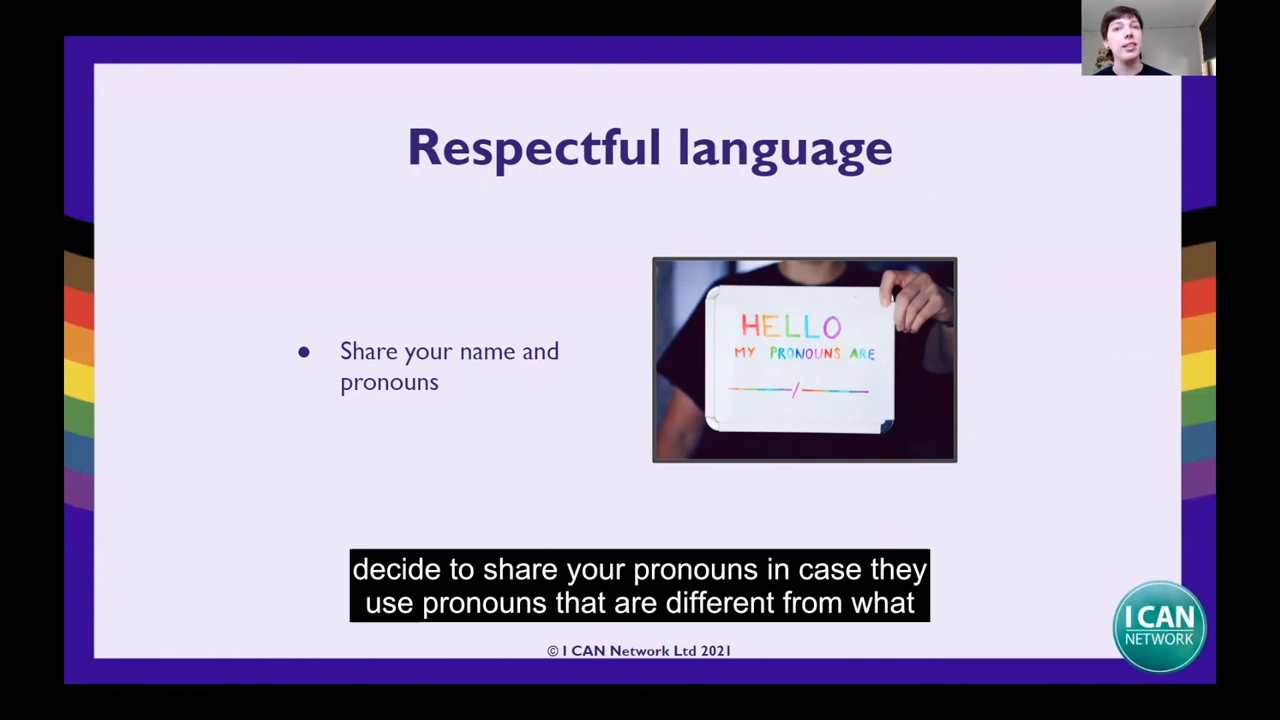 Respectful language
● Share your name and
pronouns
HELLO
MY PRONOUNS ARE
/
decide to share your pronouns in case they
use pronouns that are different from what
© I CAN Network Ltd 2021
I CAN
NETWORK